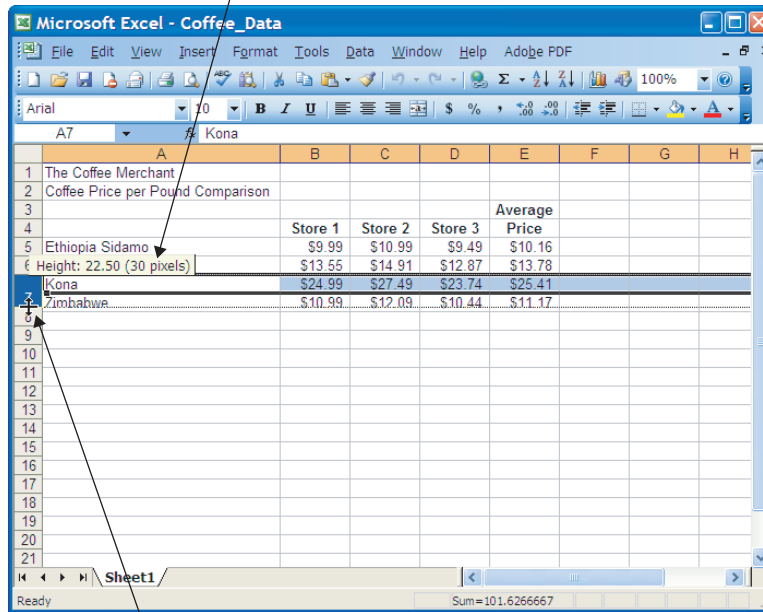 Microsoft Excel - Coffee_Data
File Edit View Insert Format Tools Data Window Help Adobe PDF
100%
Arial 10 B I U $ % ,
A7 fx Kona
A B C D E F G H
1 The Coffee Merchant
2 Coffee Price per Pound Comparison
3 Average
4 Store 1 Store 2 Store 3 Price
5 Ethiopia Sidamo $9.99 $10.99 $9.49 $10.16
6 Height: 22.50 (30 pixels) $13.55 $14.91 $12.87 $13.78
7 Kona $24.99 $27.49 $23.74 $25.41
Zimbabwe $10.99 $12.09 $10.44 $11.17
8
9
10
11
12
13
14
15
16
17
18
19
20
21
Sheet1
Ready Sum=101.6266667